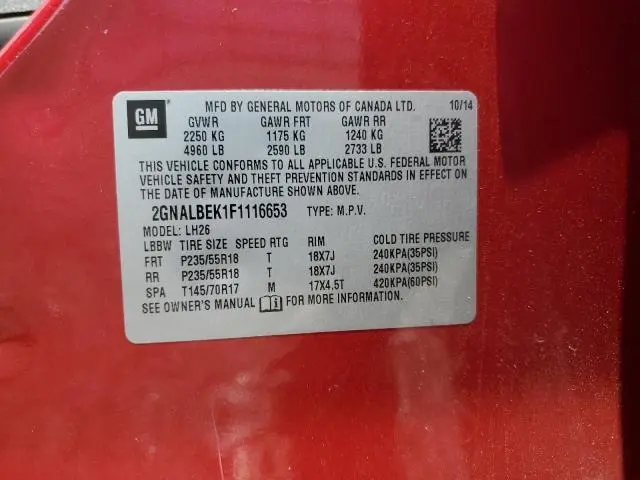 GM MFD BY GENERAL MOTORS OF CANADA LTD. 10/14
GVWR GAWR FRT GAWR RR
2250 KG 1175 KG 1240 KG
4960 LB 2590 LB 2733 LB
THIS VEHICLE CONFORMS TO ALL APPLICABLE U.S. FEDERAL MOTOR
VEHICLE SAFETY AND THEFT PREVENTION STANDARDS IN EFFECT ON
THE DATE OF MANUFACTURE SHOWN ABOVE.
2GNALBEK1F1116653 TYPE: M.P.V.
MODEL: LH26
LBBW TIRE SIZE SPEED RTG RIM COLD TIRE PRESSURE
FRT P235/55R18 T 18X7J 240KPA(35PSI)
RR P235/55R18 T 18X7J 240KPA(35PSI)
SPA T145/70R17 M 17X4.5T 420KPA(60PSI)
SEE OWNER'S MANUAL FOR MORE INFORMATION